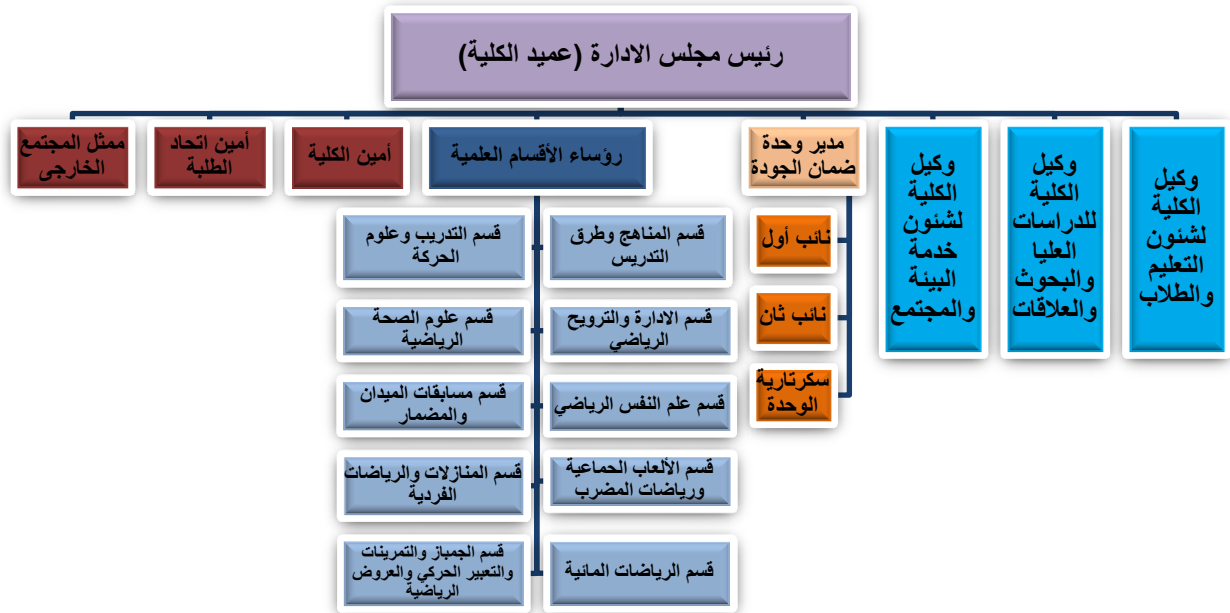 رئيس مجلس الادارة (عميد الكلية)
وكيل
الكلية
لشئون
التعليم
والطلاب
وكيل
الكلية
للدراسات
العليا
والبحوث
والعلاقات
وكيل
الكلية
لشئون
خدمة
البيئة
والمجتمع
مدير وحدة
ضمان الجودة
رؤساء الأقسام العلمية
أمين الكلية
أمين اتحاد
الطلبة
ممثل المجتمع
الخارجى
نائب أول
نائب ثان
سكرتارية
الوحدة
قسم المناهج وطرق
التدريس
قسم التدريب وعلوم
الحركة
قسم الادارة والترويح
الرياضي
قسم علوم الصحة
الرياضية
قسم علم النفس الرياضي
قسم مسابقات الميدان
والمضمار
قسم الألعاب الجماعية
ورياضات المضرب
قسم المنازلات والرياضات
الفردية
قسم الرياضات المائية
قسم الجمباز والتمرينات
والتعبير الحركي والعروض
الرياضية